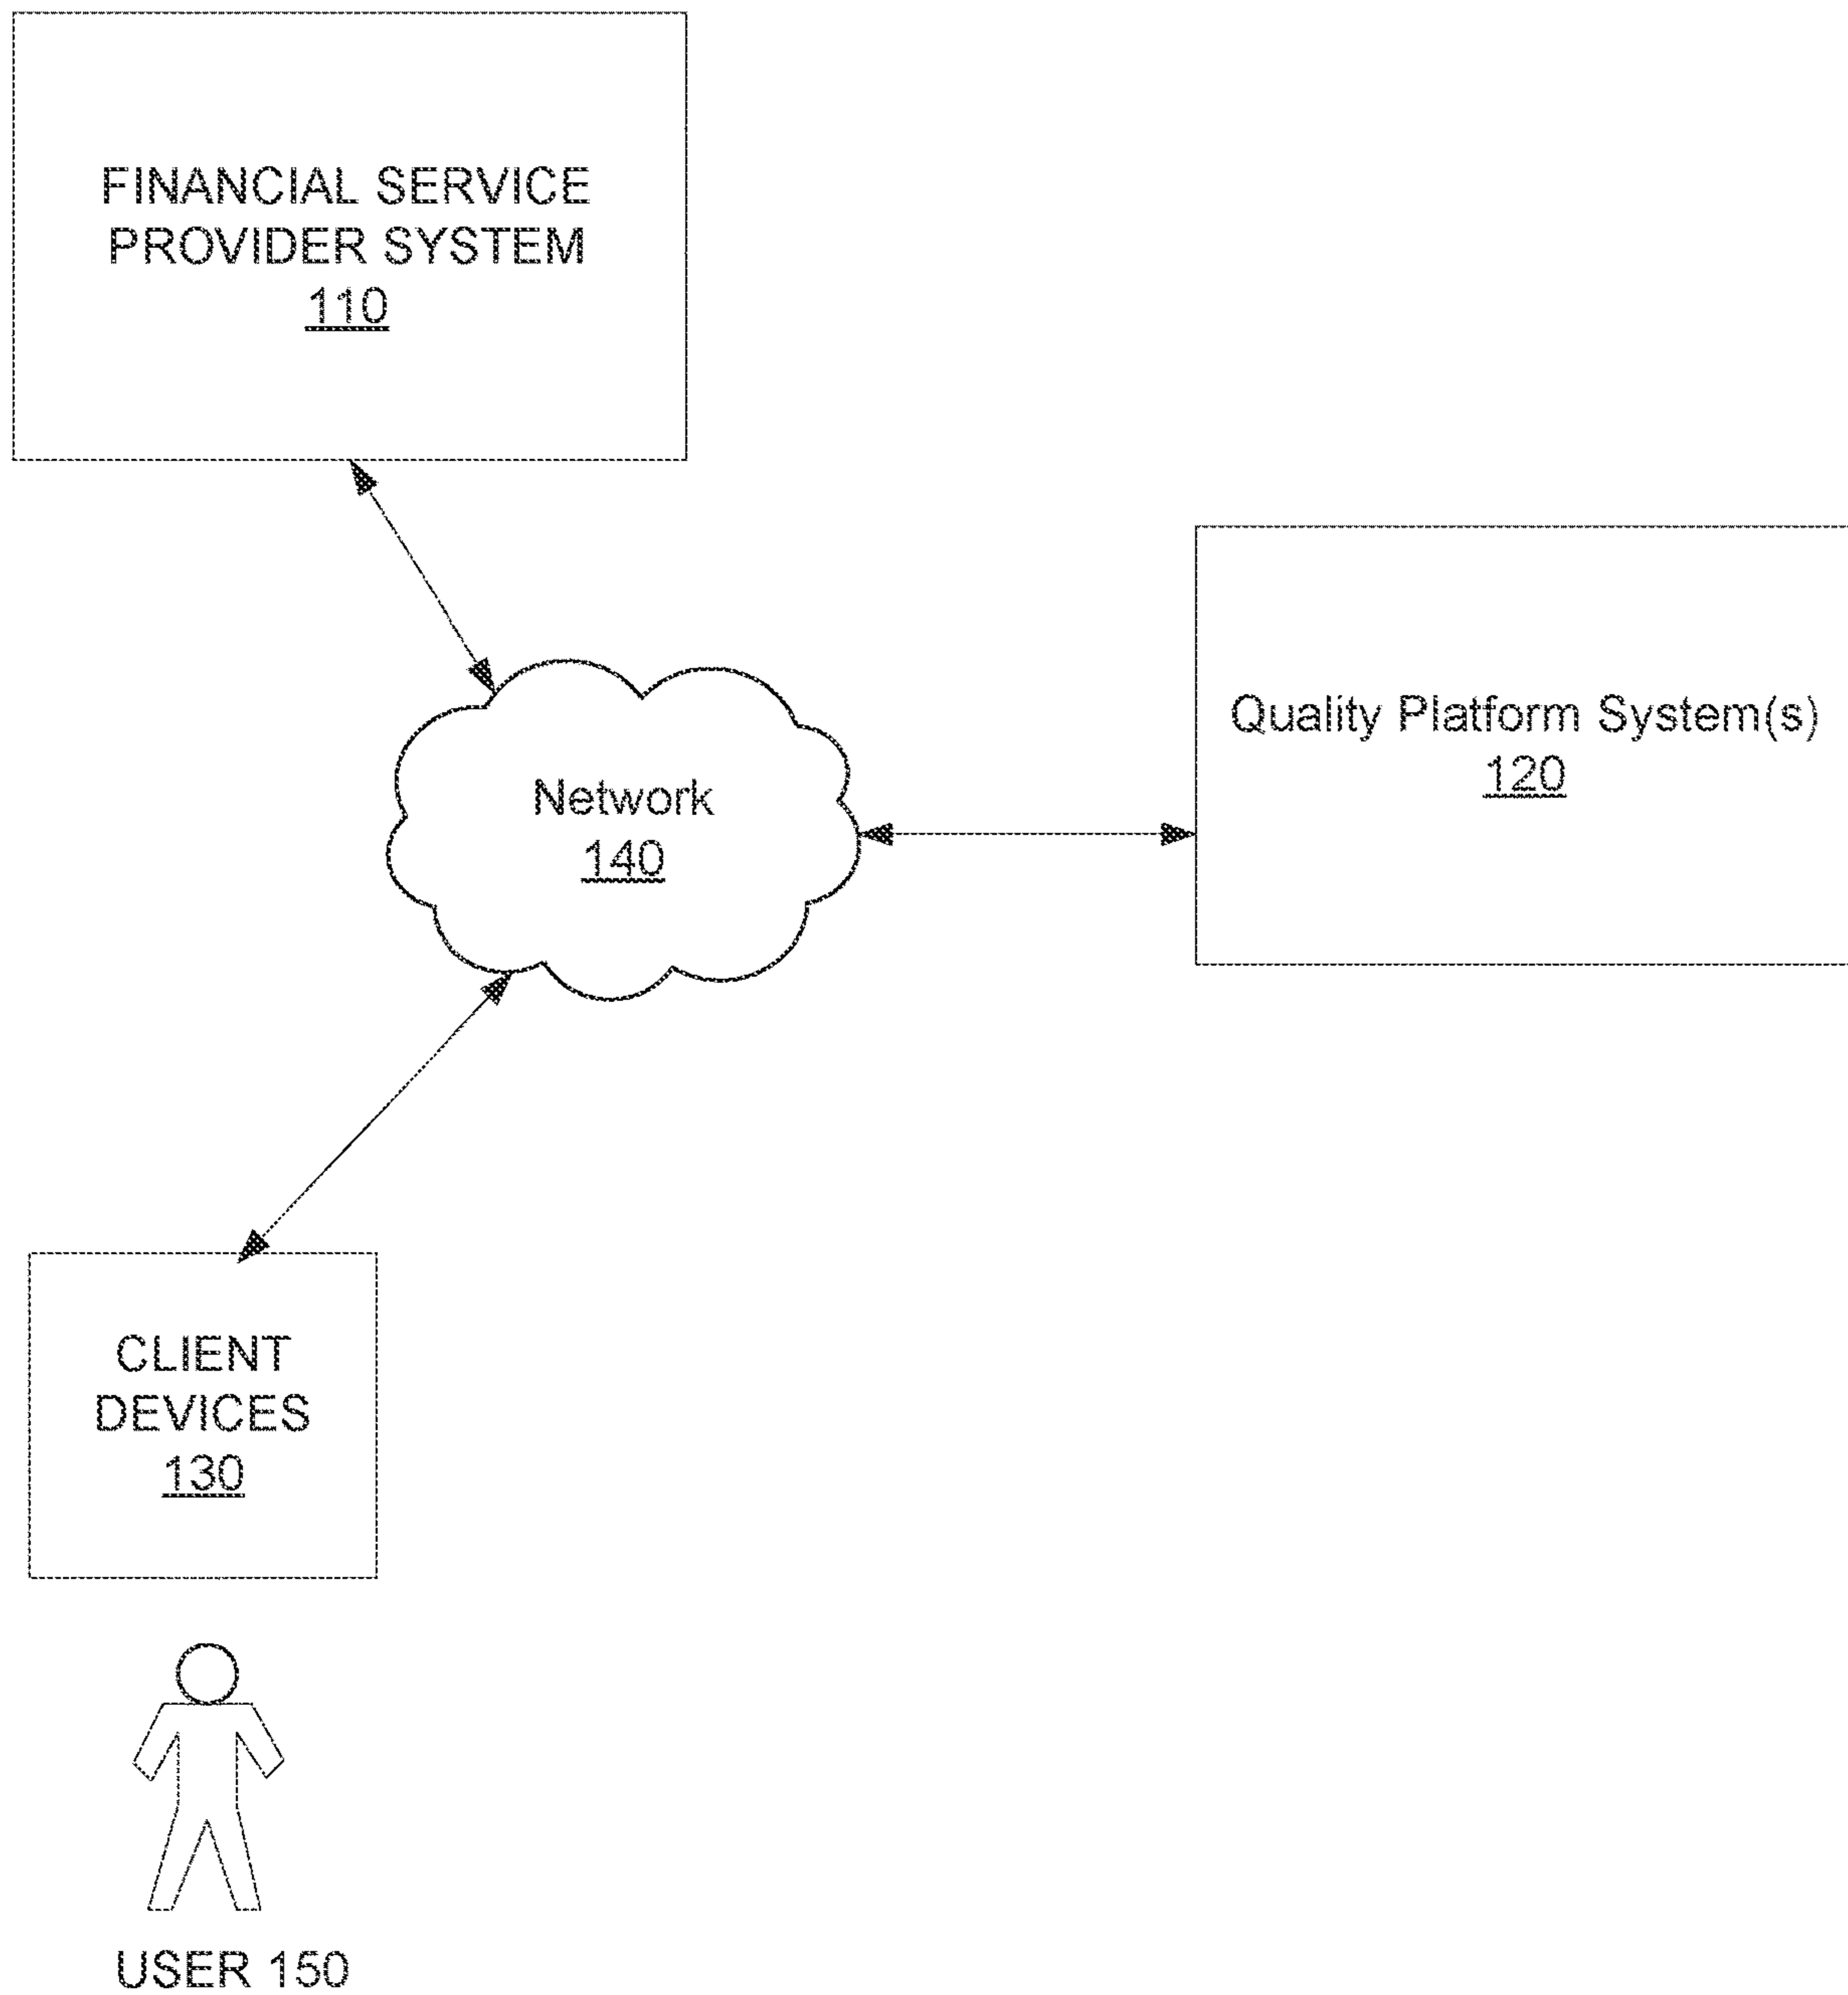 FINANCIAL SERVICE
PROVIDER SYSTEM
110
Quality Platform System(s)
120
Network
140
CLIENT
DEVICES
130
USER 150